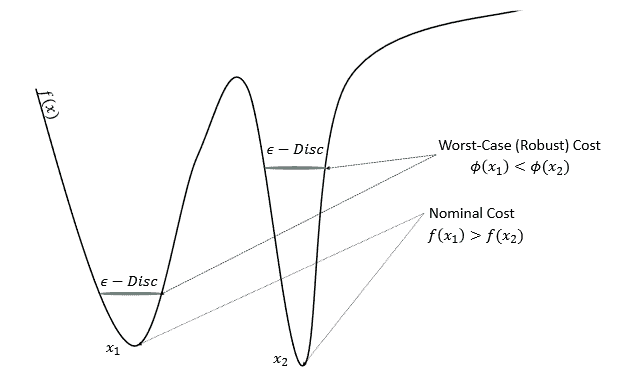 f(x)
ϵ − Disc
Worst-Case (Robust) Cost
ϕ(x₁) < ϕ(x₂)
Nominal Cost
f(x₁) > f(x₂)
ϵ − Disc
x₁
x₂